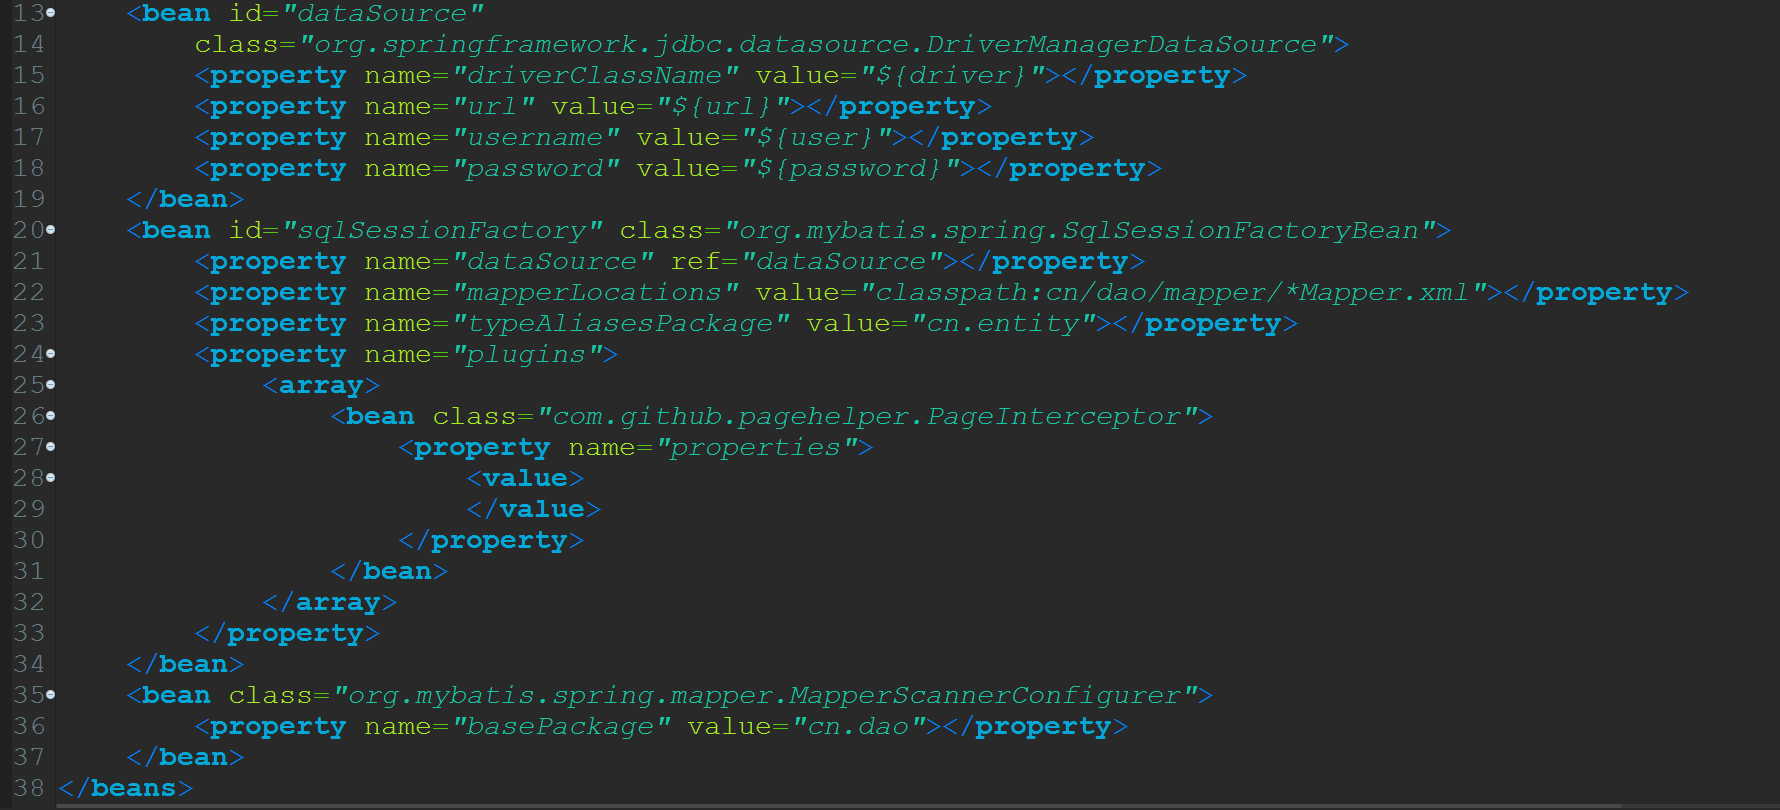 13 <bean id="dataSource"
14 class="org.springframework.jdbc.datasource.DriverManagerDataSource">
15 <property name="driverClassName" value="${driver}"></property>
16 <property name="url" value="${url}"></property>
17 <property name="username" value="${user}"></property>
18 <property name="password" value="${password}"></property>
19 </bean>
20 <bean id="sqlSessionFactory" class="org.mybatis.spring.SqlSessionFactoryBean">
21 <property name="dataSource" ref="dataSource"></property>
22 <property name="mapperLocations" value="classpath:cn/dao/mapper/*Mapper.xml"></property>
23 <property name="typeAliasesPackage" value="cn.entity"></property>
24 <property name="plugins">
25 <array>
26 <bean class="com.github.pagehelper.PageInterceptor">
27 <property name="properties">
28 <value>
29 </value>
30 </property>
31 </bean>
32 </array>
33 </property>
34 </bean>
35 <bean class="org.mybatis.spring.mapper.MapperScannerConfigurer">
36 <property name="basePackage" value="cn.dao"></property>
37 </bean>
38 </beans>